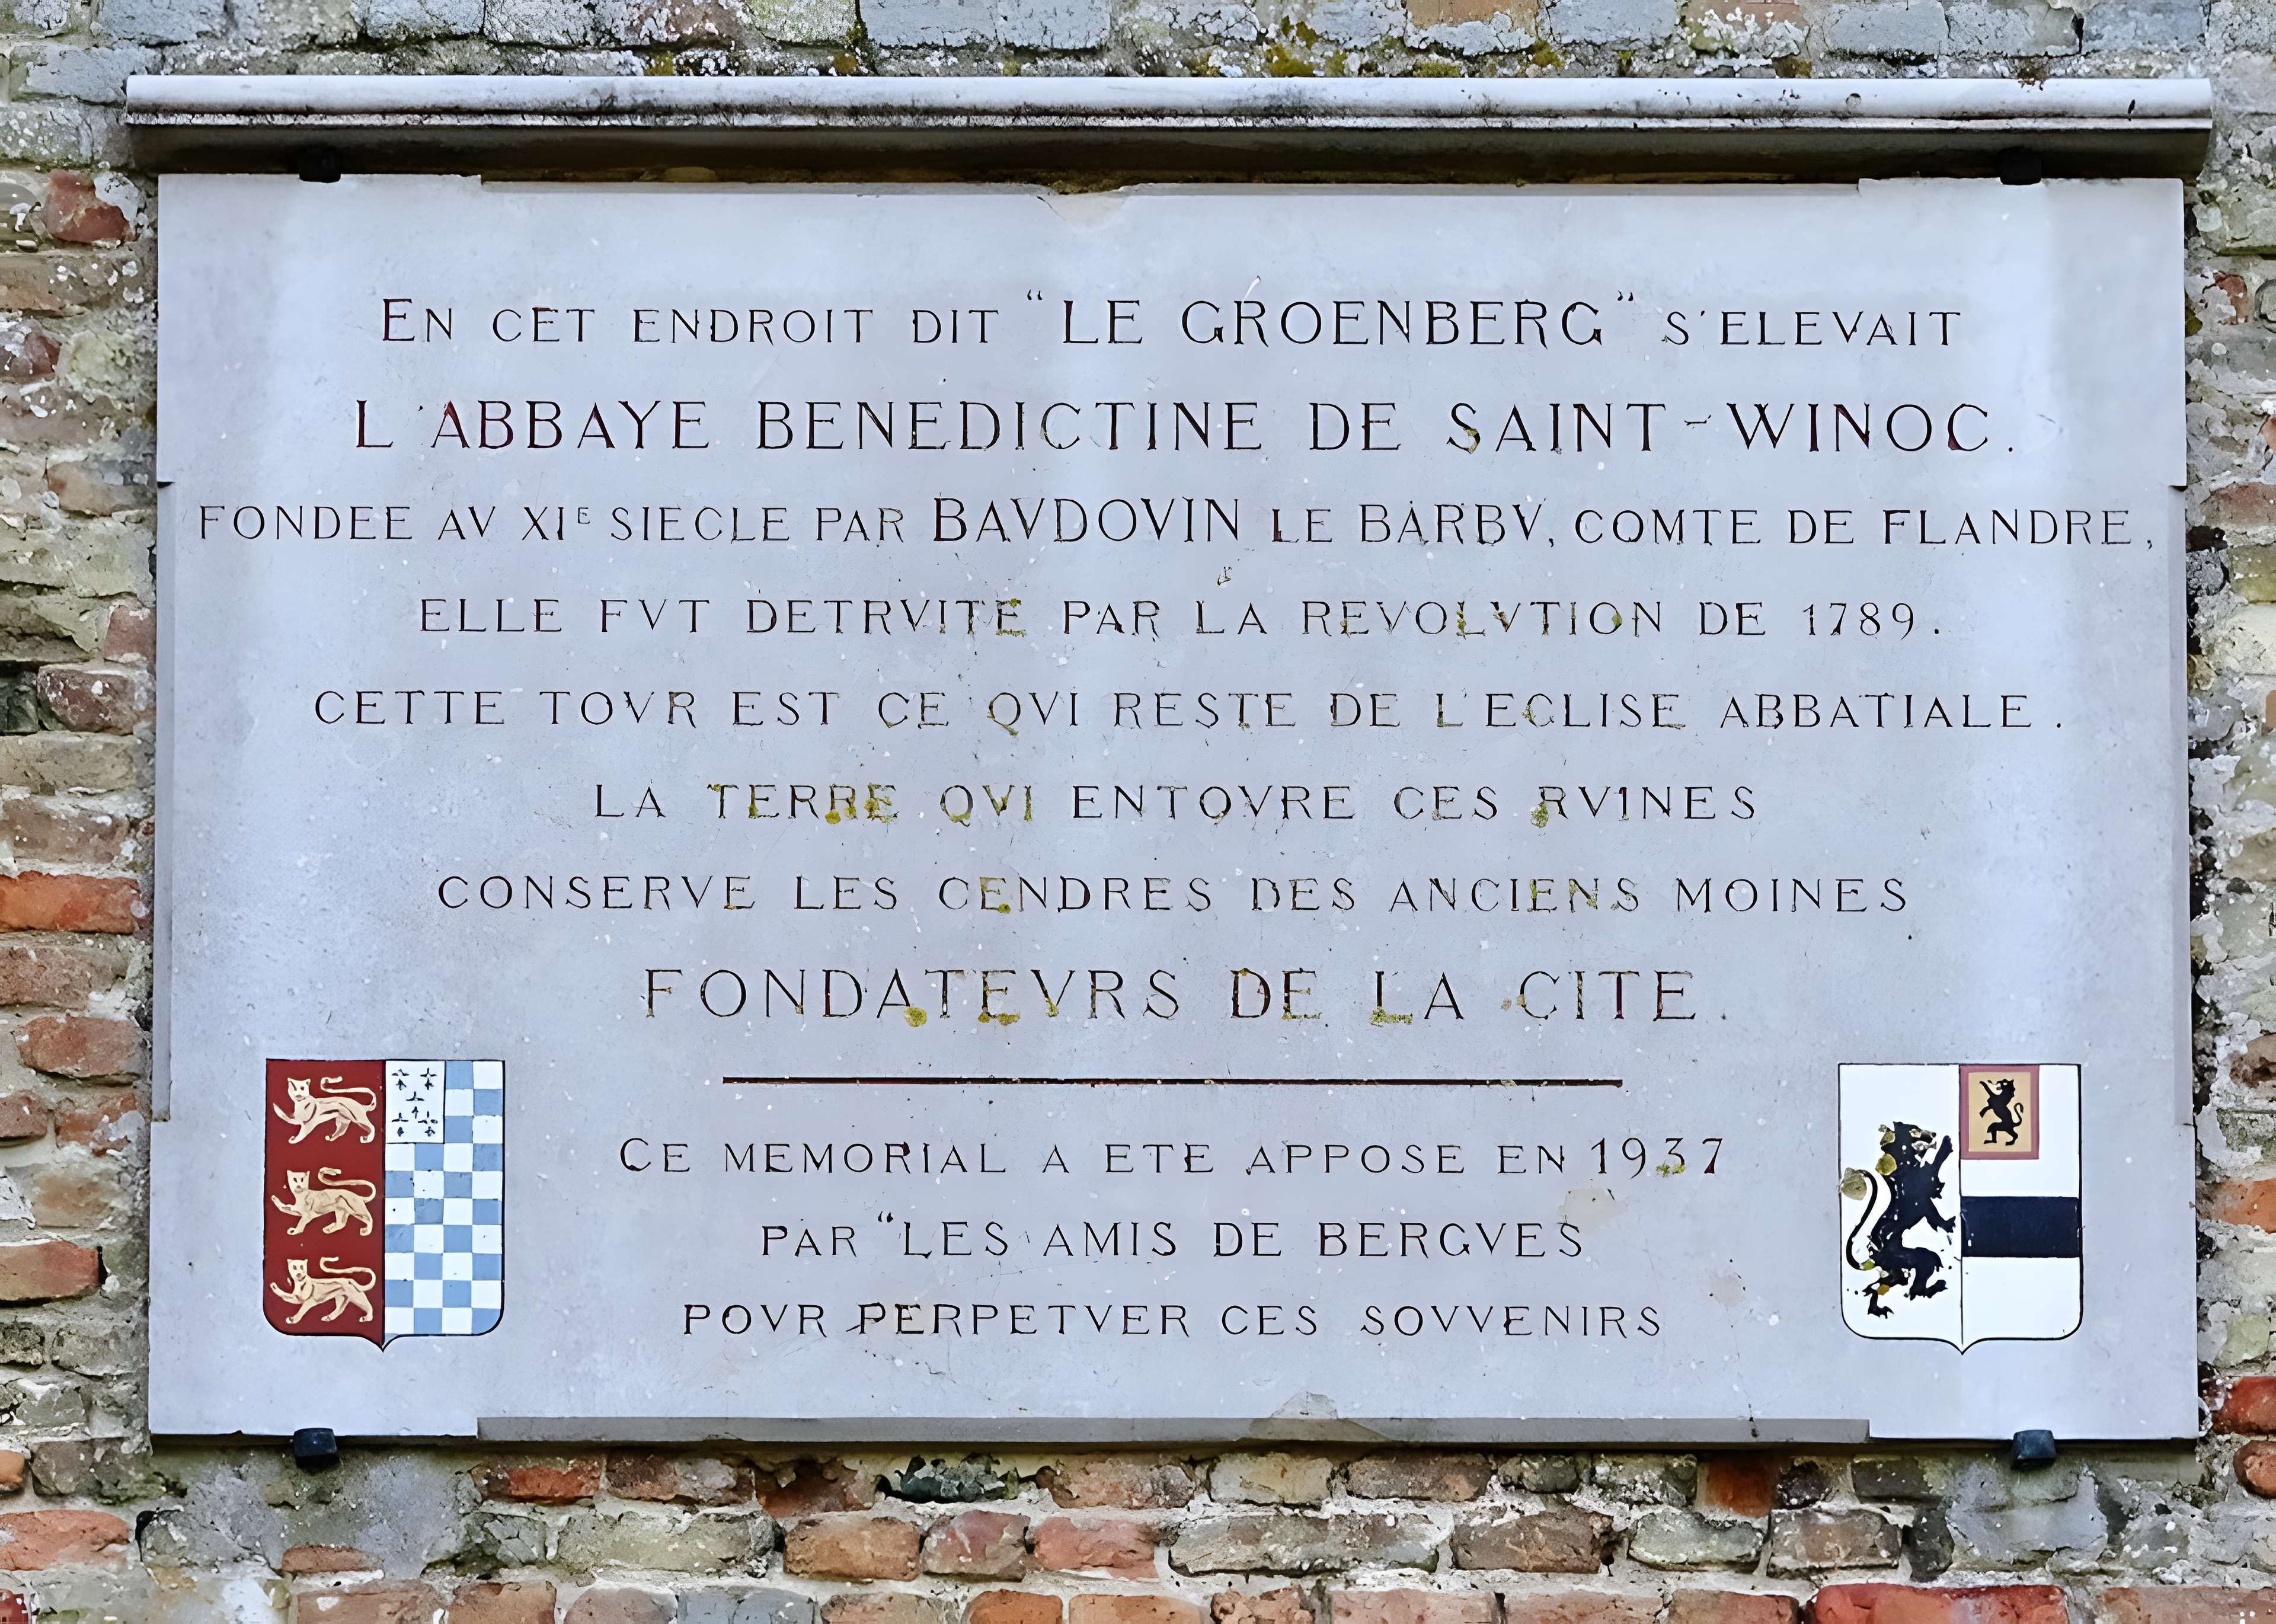 EN CET ENDROIT DIT “LE GROENBERG” S'ELEVAIT
L'ABBAYE BENEDICTINE DE SAINT-WINOC.
FONDEE AV XIE SIECLE PAR BAVDOVIN LE BARBV, COMTE DE FLANDRE,
ELLE FVT DETRVITE PAR LA REVOLVTION DE 1789.
CETTE TOVR EST CE QVI RESTE DE L'EGLISE ABBATIALE.
LA TERRE QVI ENTOVRE CES RVINES
CONSERVE LES CENDRES DES ANCIENS MOINES
FONDATEVRS DE LA CITE.
CE MEMORIAL A ETE APPOSE EN 1937
PAR “LES AMIS DE BERGVES
POVR PERPETVER CES SOVVENIRS